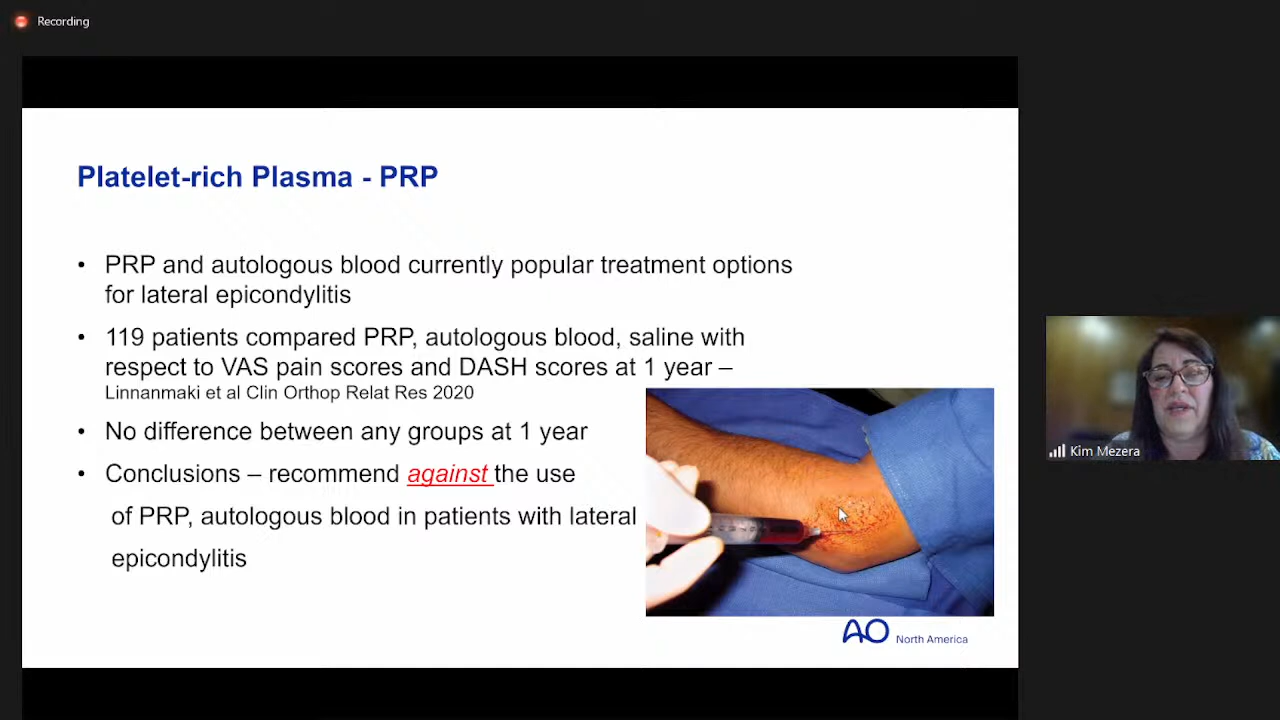 Recording
Platelet-rich Plasma - PRP
• PRP and autologous blood currently popular treatment options
for lateral epicondylitis
• 119 patients compared PRP, autologous blood, saline with
respect to VAS pain scores and DASH scores at 1 year –
Linnanmaki et al Clin Orthop Relat Res 2020
• No difference between any groups at 1 year
• Conclusions – recommend against the use
of PRP, autologous blood in patients with lateral
epicondylitis
AO North America
Kim Mezera